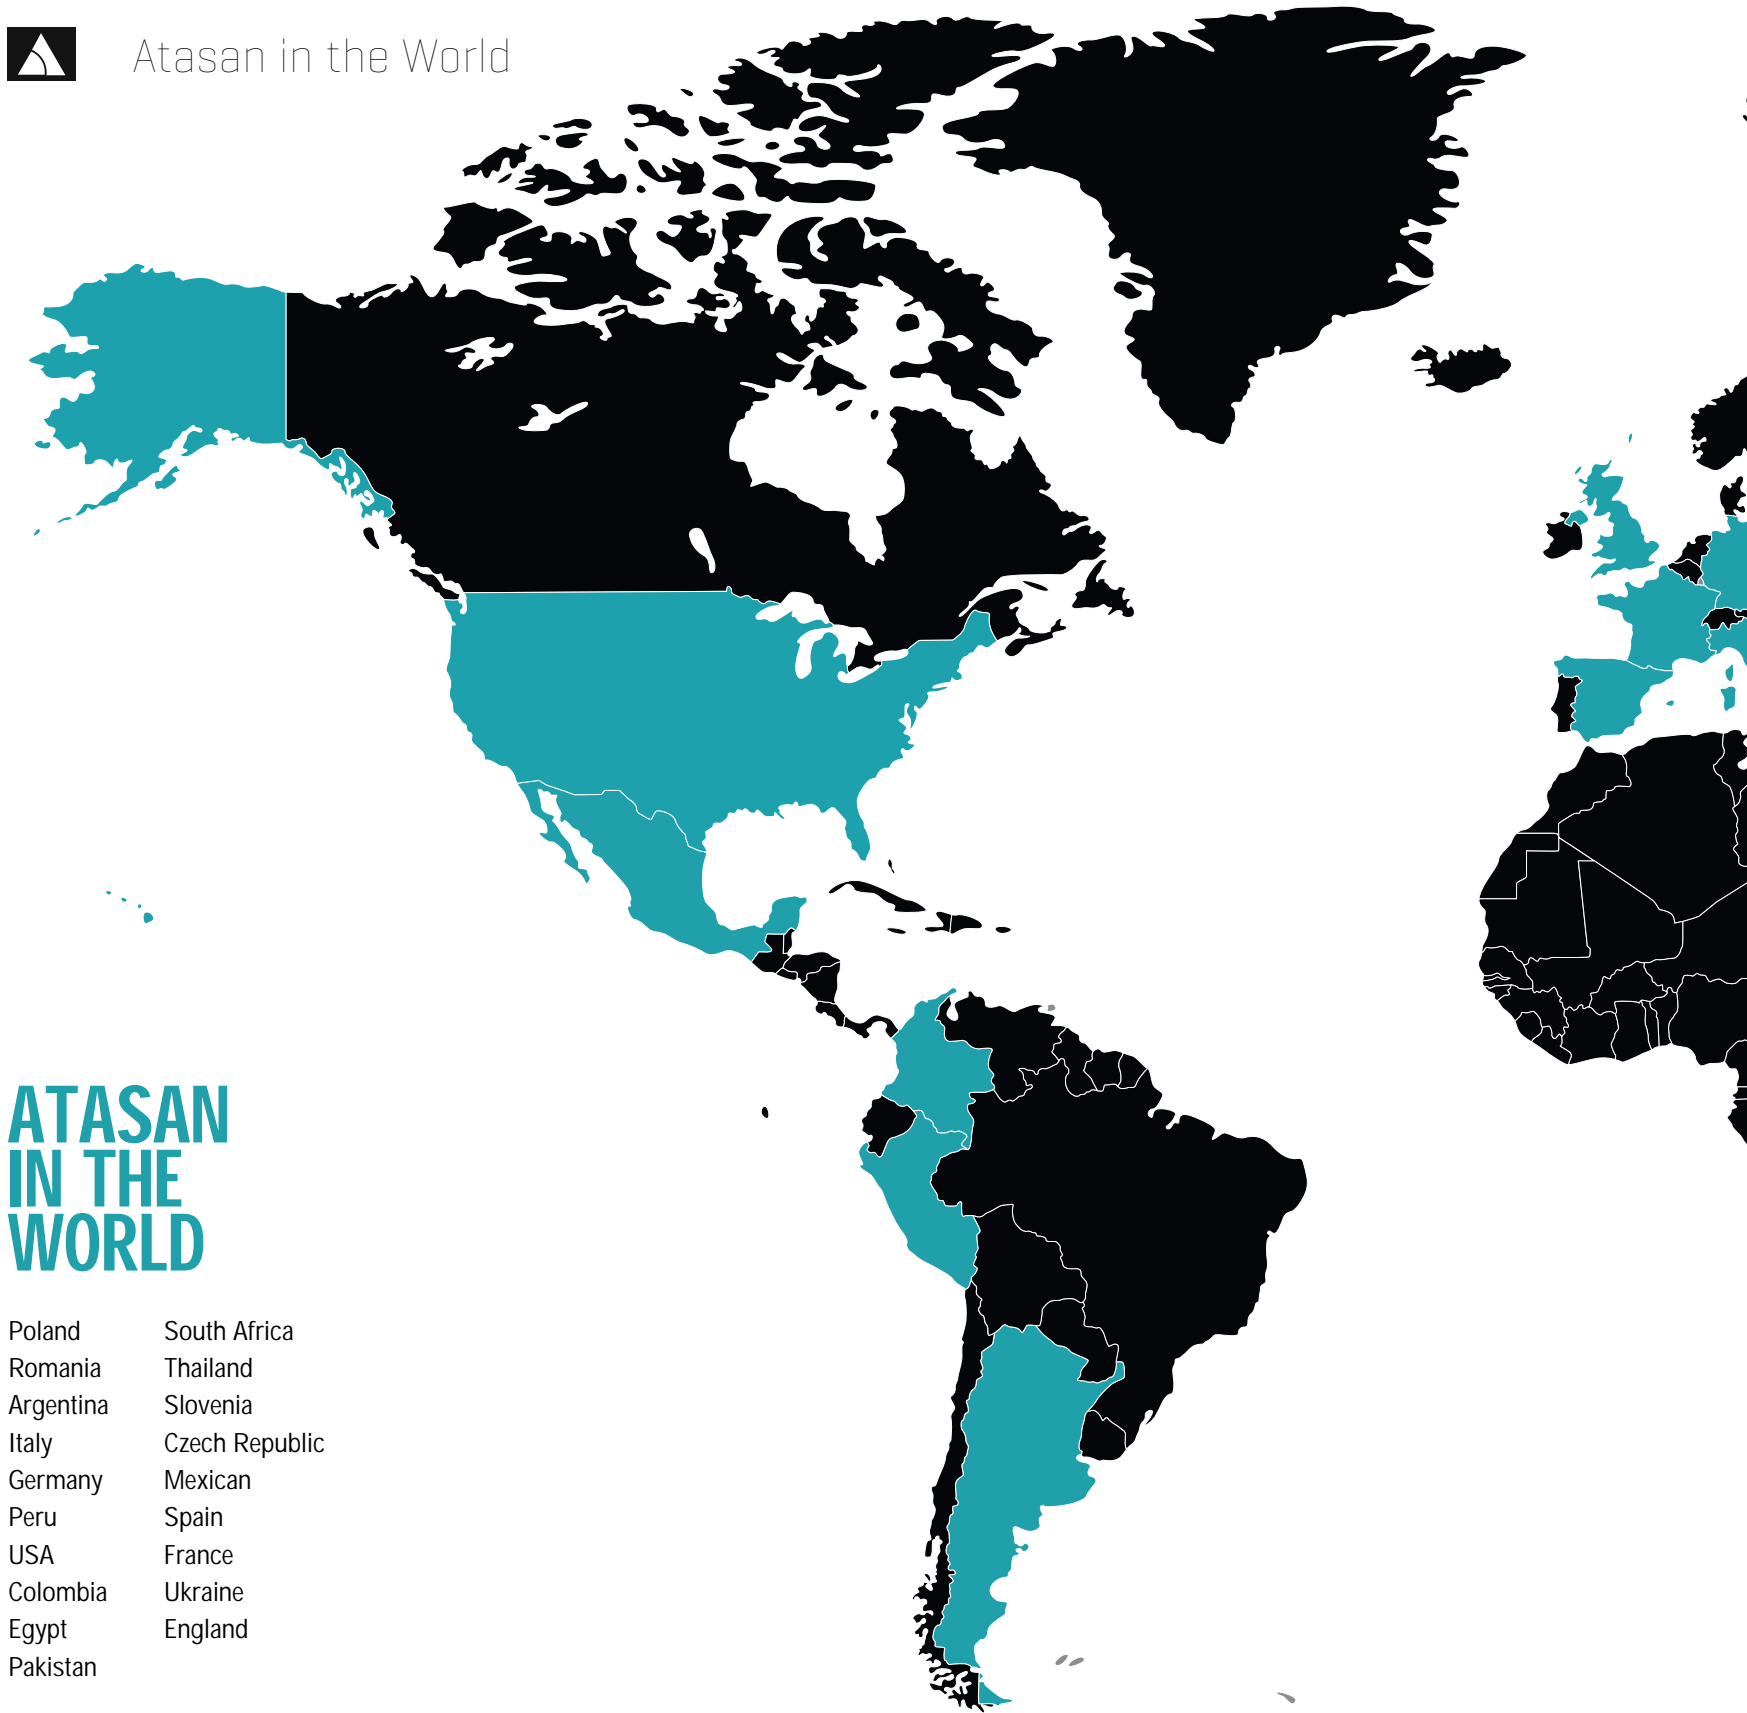 Atasan in the World
ATASAN
IN THE
WORLD
Poland
Romania
Argentina
Italy
Germany
Peru
USA
Colombia
Egypt
Pakistan
South Africa
Thailand
Slovenia
Czech Republic
Mexican
Spain
France
Ukraine
England